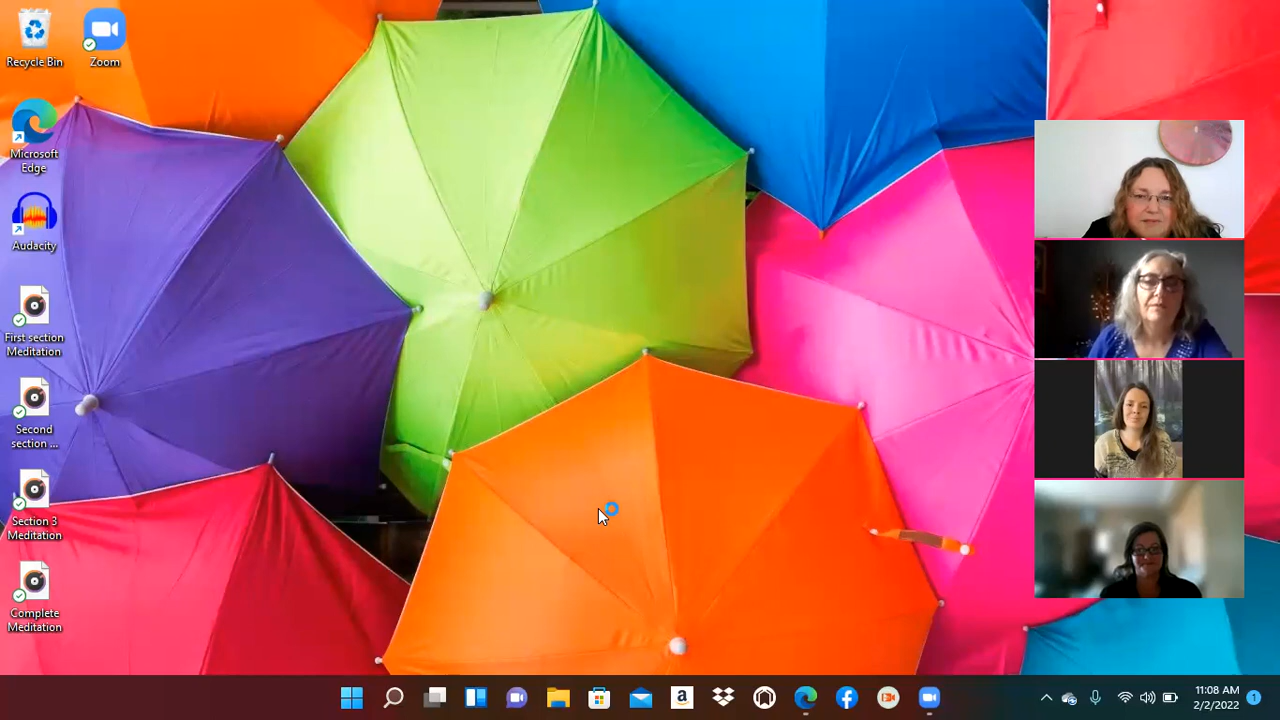 Recycle Bin
Zoom
Microsoft
Edge
Audacity
First section
Meditation
Second
section ...
Section 3
Meditation
Complete
Meditation
a
11:08 AM
2/2/2022
1